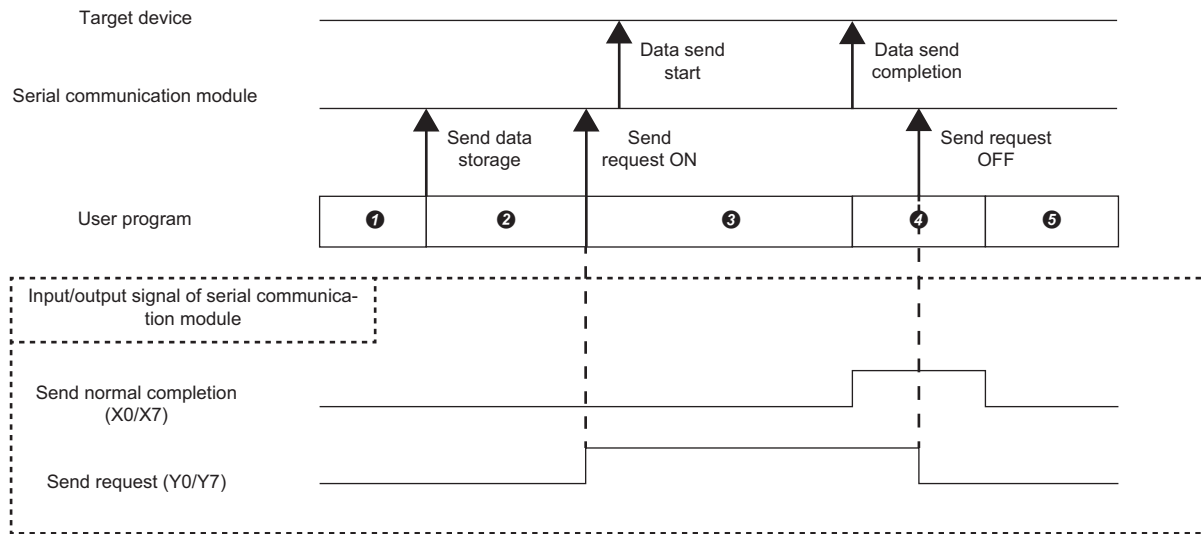 Target device
Data send
start
Data send
completion
Serial communication module
Send data
storage
Send
request ON
Send request
OFF
User program
❶ ❷ ❸ ❹ ❺
Input/output signal of serial communica-
tion module
Send normal completion
(X0/X7)
Send request (Y0/Y7)